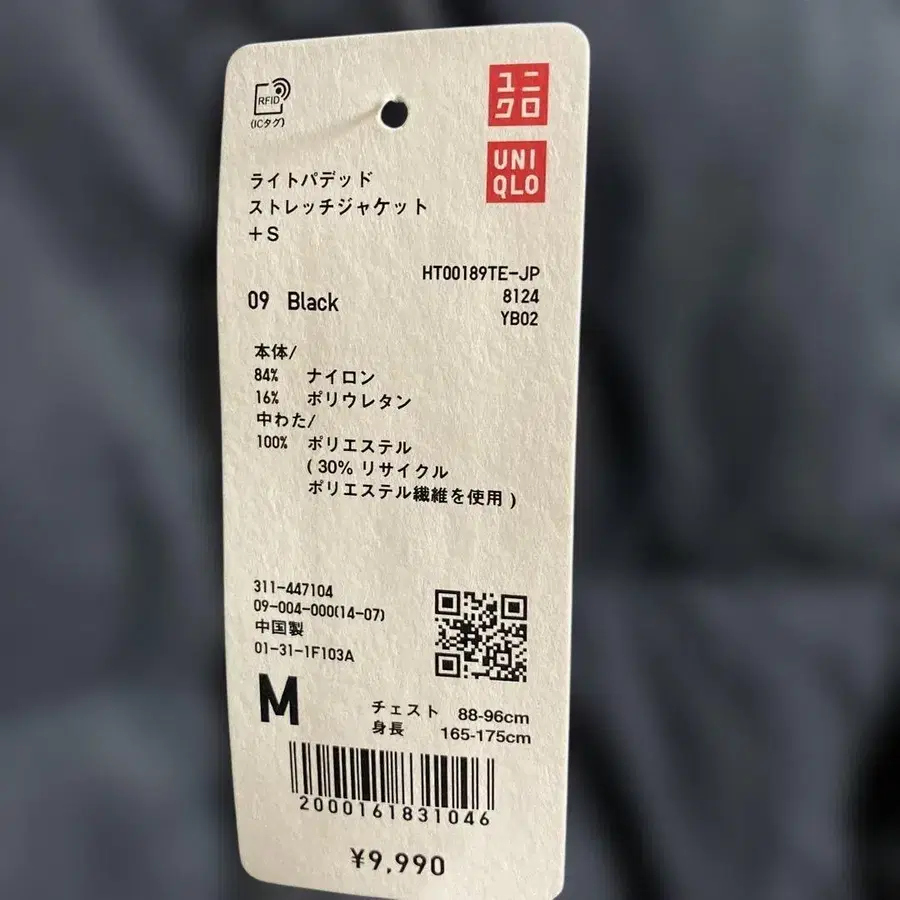 RFID
(ICタグ)
ユニ
クロ
UNI
QLO
ライトパデッド
ストレッチジャケット
+S
HT00189TE-JP
09 Black
8124
YB02
本体/
84% ナイロン
16% ポリウレタン
中わた/
100% ポリエステル
( 30% リサイクル
ポリエステル繊維を使用 )
311-447104
09-004-000(14-07)
中国製
01-31-1F103A
M
チェスト 88-96cm
身長 165-175cm
2000161831046
¥9,990